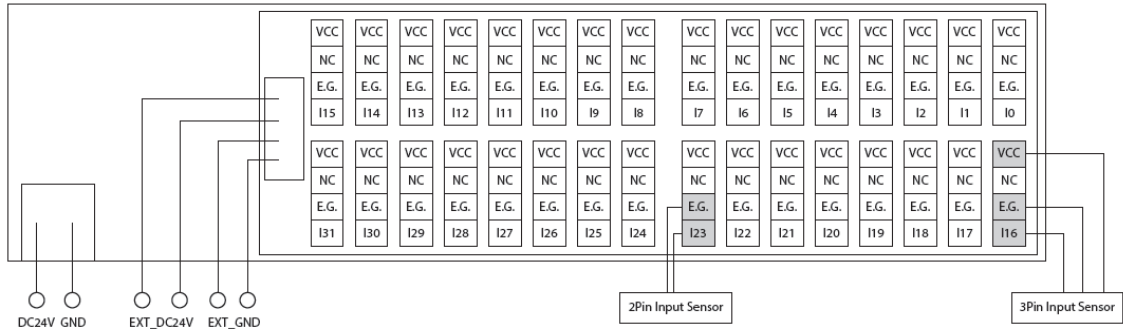 VCC VCC VCC VCC VCC VCC VCC VCC VCC VCC VCC VCC VCC VCC VCC VCC
NC NC NC NC NC NC NC NC NC NC NC NC NC NC NC NC
E.G. E.G. E.G. E.G. E.G. E.G. E.G. E.G. E.G. E.G. E.G. E.G. E.G. E.G. E.G. E.G.
I15 I14 I13 I12 I11 I10 I9 I8 I7 I6 I5 I4 I3 I2 I1 I0
VCC VCC VCC VCC VCC VCC VCC VCC VCC VCC VCC VCC VCC VCC VCC VCC
NC NC NC NC NC NC NC NC NC NC NC NC NC NC NC NC
E.G. E.G. E.G. E.G. E.G. E.G. E.G. E.G. E.G. E.G. E.G. E.G. E.G. E.G. E.G. E.G.
I31 I30 I29 I28 I27 I26 I25 I24 I23 I22 I21 I20 I19 I18 I17 I16
2Pin Input Sensor 3Pin Input Sensor
DC24V GND EXT_DC24V EXT_GND